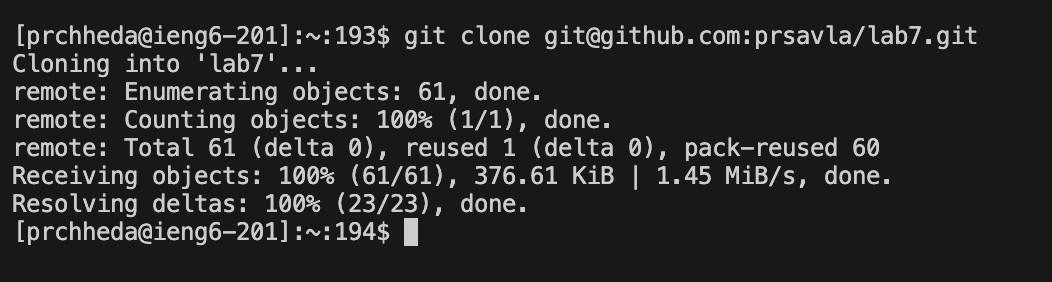 [prchheda@ieng6-201]:~:193$ git clone git@github.com:prsavla/lab7.git
Cloning into 'lab7'...
remote: Enumerating objects: 61, done.
remote: Counting objects: 100% (1/1), done.
remote: Total 61 (delta 0), reused 1 (delta 0), pack-reused 60
Receiving objects: 100% (61/61), 376.61 KiB | 1.45 MiB/s, done.
Resolving deltas: 100% (23/23), done.
[prchheda@ieng6-201]:~:194$